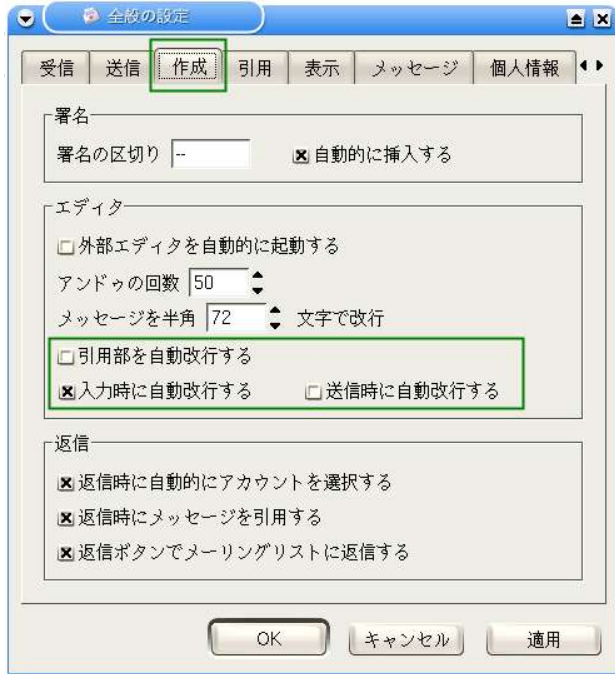 全般の設定
受信 送信 作成 引用 表示 メッセージ 個人情報
署名
署名の区切り -- 自動的に挿入する
エディタ
外部エディタを自動的に起動する
アンドゥの回数 50
メッセージを半角 72 文字で改行
引用部を自動改行する
入力時に自動改行する 送信時に自動改行する
返信
返信時に自動的にアカウントを選択する
返信時にメッセージを引用する
返信ボタンでメーリングリストに返信する
OK キャンセル 適用